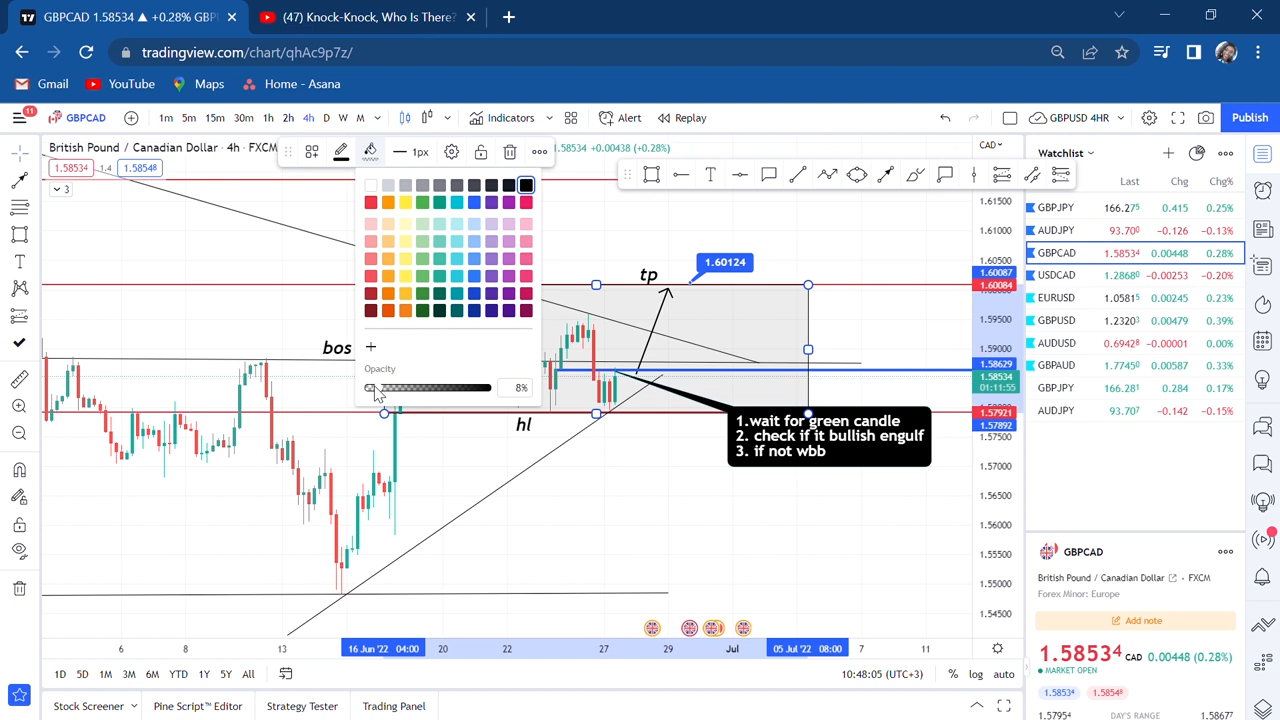 GBPCAD 1.58534 ▲ +0.28% GBP
(47) Knock-Knock, Who Is There?
tradingview.com/chart/qhAc9p7z/
Gmail
YouTube
Maps
Home - Asana
11
GBPCAD
1m 5m 15m 30m 1h 2h 4h D W M
Indicators
Alert
Replay
GBPUSD 4HR
Publish
British Pound / Canadian Dollar · 4h · FXCM
1px
.58534 +0.00438 (+0.28%)
1.58534
1.4
1.58548
3
CAD
Opacity
8%
bos
tp
hl
1.60124
1.wait for green candle
2. check if it bullish engulf
3. if not wbb
1.61500
1.61000
1.60500
1.60087
1.60084
1.59500
1.59000
1.58629
1.58534
01:11:55
1.57921
1.57892
1.57500
1.57000
1.56500
1.56000
1.55500
1.55000
1.54500
6
8
13
16 Jun '22 04:00
20
22
27
29
Jul
05 Jul '22 08:00
7
11
1D 5D 1M 3M 6M YTD 1Y 5Y All
10:48:05 (UTC+3)
%
log
auto
Stock Screener
Pine Script™ Editor
Strategy Tester
Trading Panel
Watchlist
Last Chg Chg%
GBPJPY 166.275 0.415 0.25%
AUDJPY 93.700 -0.126 -0.13%
GBPCAD 1.58534 0.00448 0.28%
USDCAD 1.28680 -0.00253 -0.20%
EURUSD 1.05815 0.00245 0.23%
GBPUSD 1.23203 0.00479 0.39%
AUDUSD 0.69428 -0.00001 0.00%
GBPAUD 1.77450 0.00587 0.33%
GBPJPY 166.281 0.284 0.17%
AUDJPY 93.707 -0.142 -0.15%
GBPCAD
British Pound / Canadian Dollar · FXCM
Forex Minor: Europe
Add note
1.58534 CAD 0.00448 (0.28%)
MARKET OPEN
1.58534
1.58548
1.57954
DAY'S RANGE
1.58677